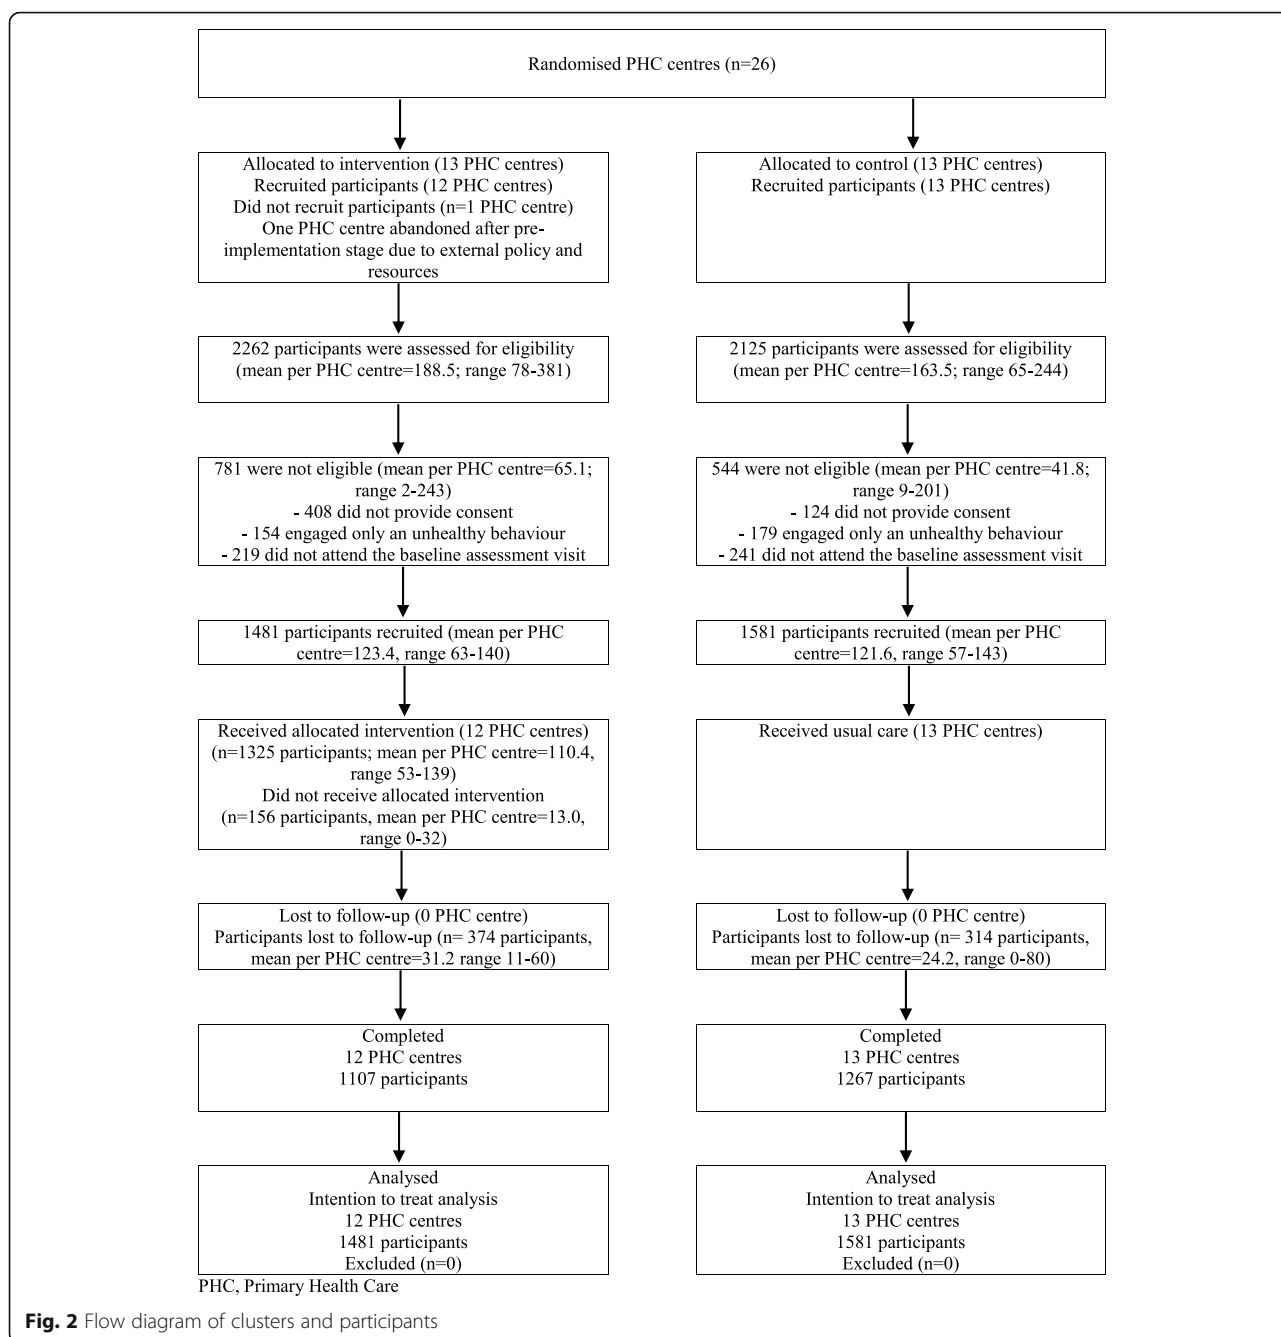 Randomised PHC centres (n=26)
Allocated to intervention (13 PHC centres)
Recruited participants (12 PHC centres)
Did not recruit participants (n=1 PHC centre)
One PHC centre abandoned after pre-
implementation stage due to external policy and
resources
Allocated to control (13 PHC centres)
Recruited participants (13 PHC centres)
2262 participants were assessed for eligibility
(mean per PHC centre=188.5; range 78-381)
2125 participants were assessed for eligibility
(mean per PHC centre=163.5; range 65-244)
781 were not eligible (mean per PHC centre=65.1;
range 2-243)
- 408 did not provide consent
- 154 engaged only an unhealthy behaviour
- 219 did not attend the baseline assessment visit
544 were not eligible (mean per PHC centre=41.8;
range 9-201)
- 124 did not provide consent
- 179 engaged only an unhealthy behaviour
- 241 did not attend the baseline assessment visit
1481 participants recruited (mean per PHC
centre=123.4, range 63-140)
1581 participants recruited (mean per PHC
centre=121.6, range 57-143)
Received allocated intervention (12 PHC centres)
(n=1325 participants; mean per PHC centre=110.4,
range 53-139)
Did not receive allocated intervention
(n=156 participants, mean per PHC centre=13.0,
range 0-32)
Received usual care (13 PHC centres)
Lost to follow-up (0 PHC centre)
Participants lost to follow-up (n= 374 participants,
mean per PHC centre=31.2 range 11-60)
Lost to follow-up (0 PHC centre)
Participants lost to follow-up (n= 314 participants,
mean per PHC centre=24.2, range 0-80)
Completed
12 PHC centres
1107 participants
Completed
13 PHC centres
1267 participants
Analysed
Intention to treat analysis
12 PHC centres
1481 participants
Excluded (n=0)
Analysed
Intention to treat analysis
13 PHC centres
1581 participants
Excluded (n=0)
PHC, Primary Health Care
Fig. 2 Flow diagram of clusters and participants